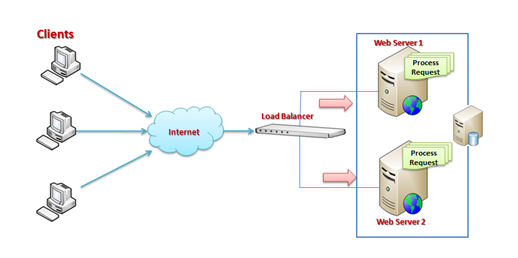 Clients
Web Server 1
Process
Request
Internet
Load Balancer
Process
Request
Web Server 2